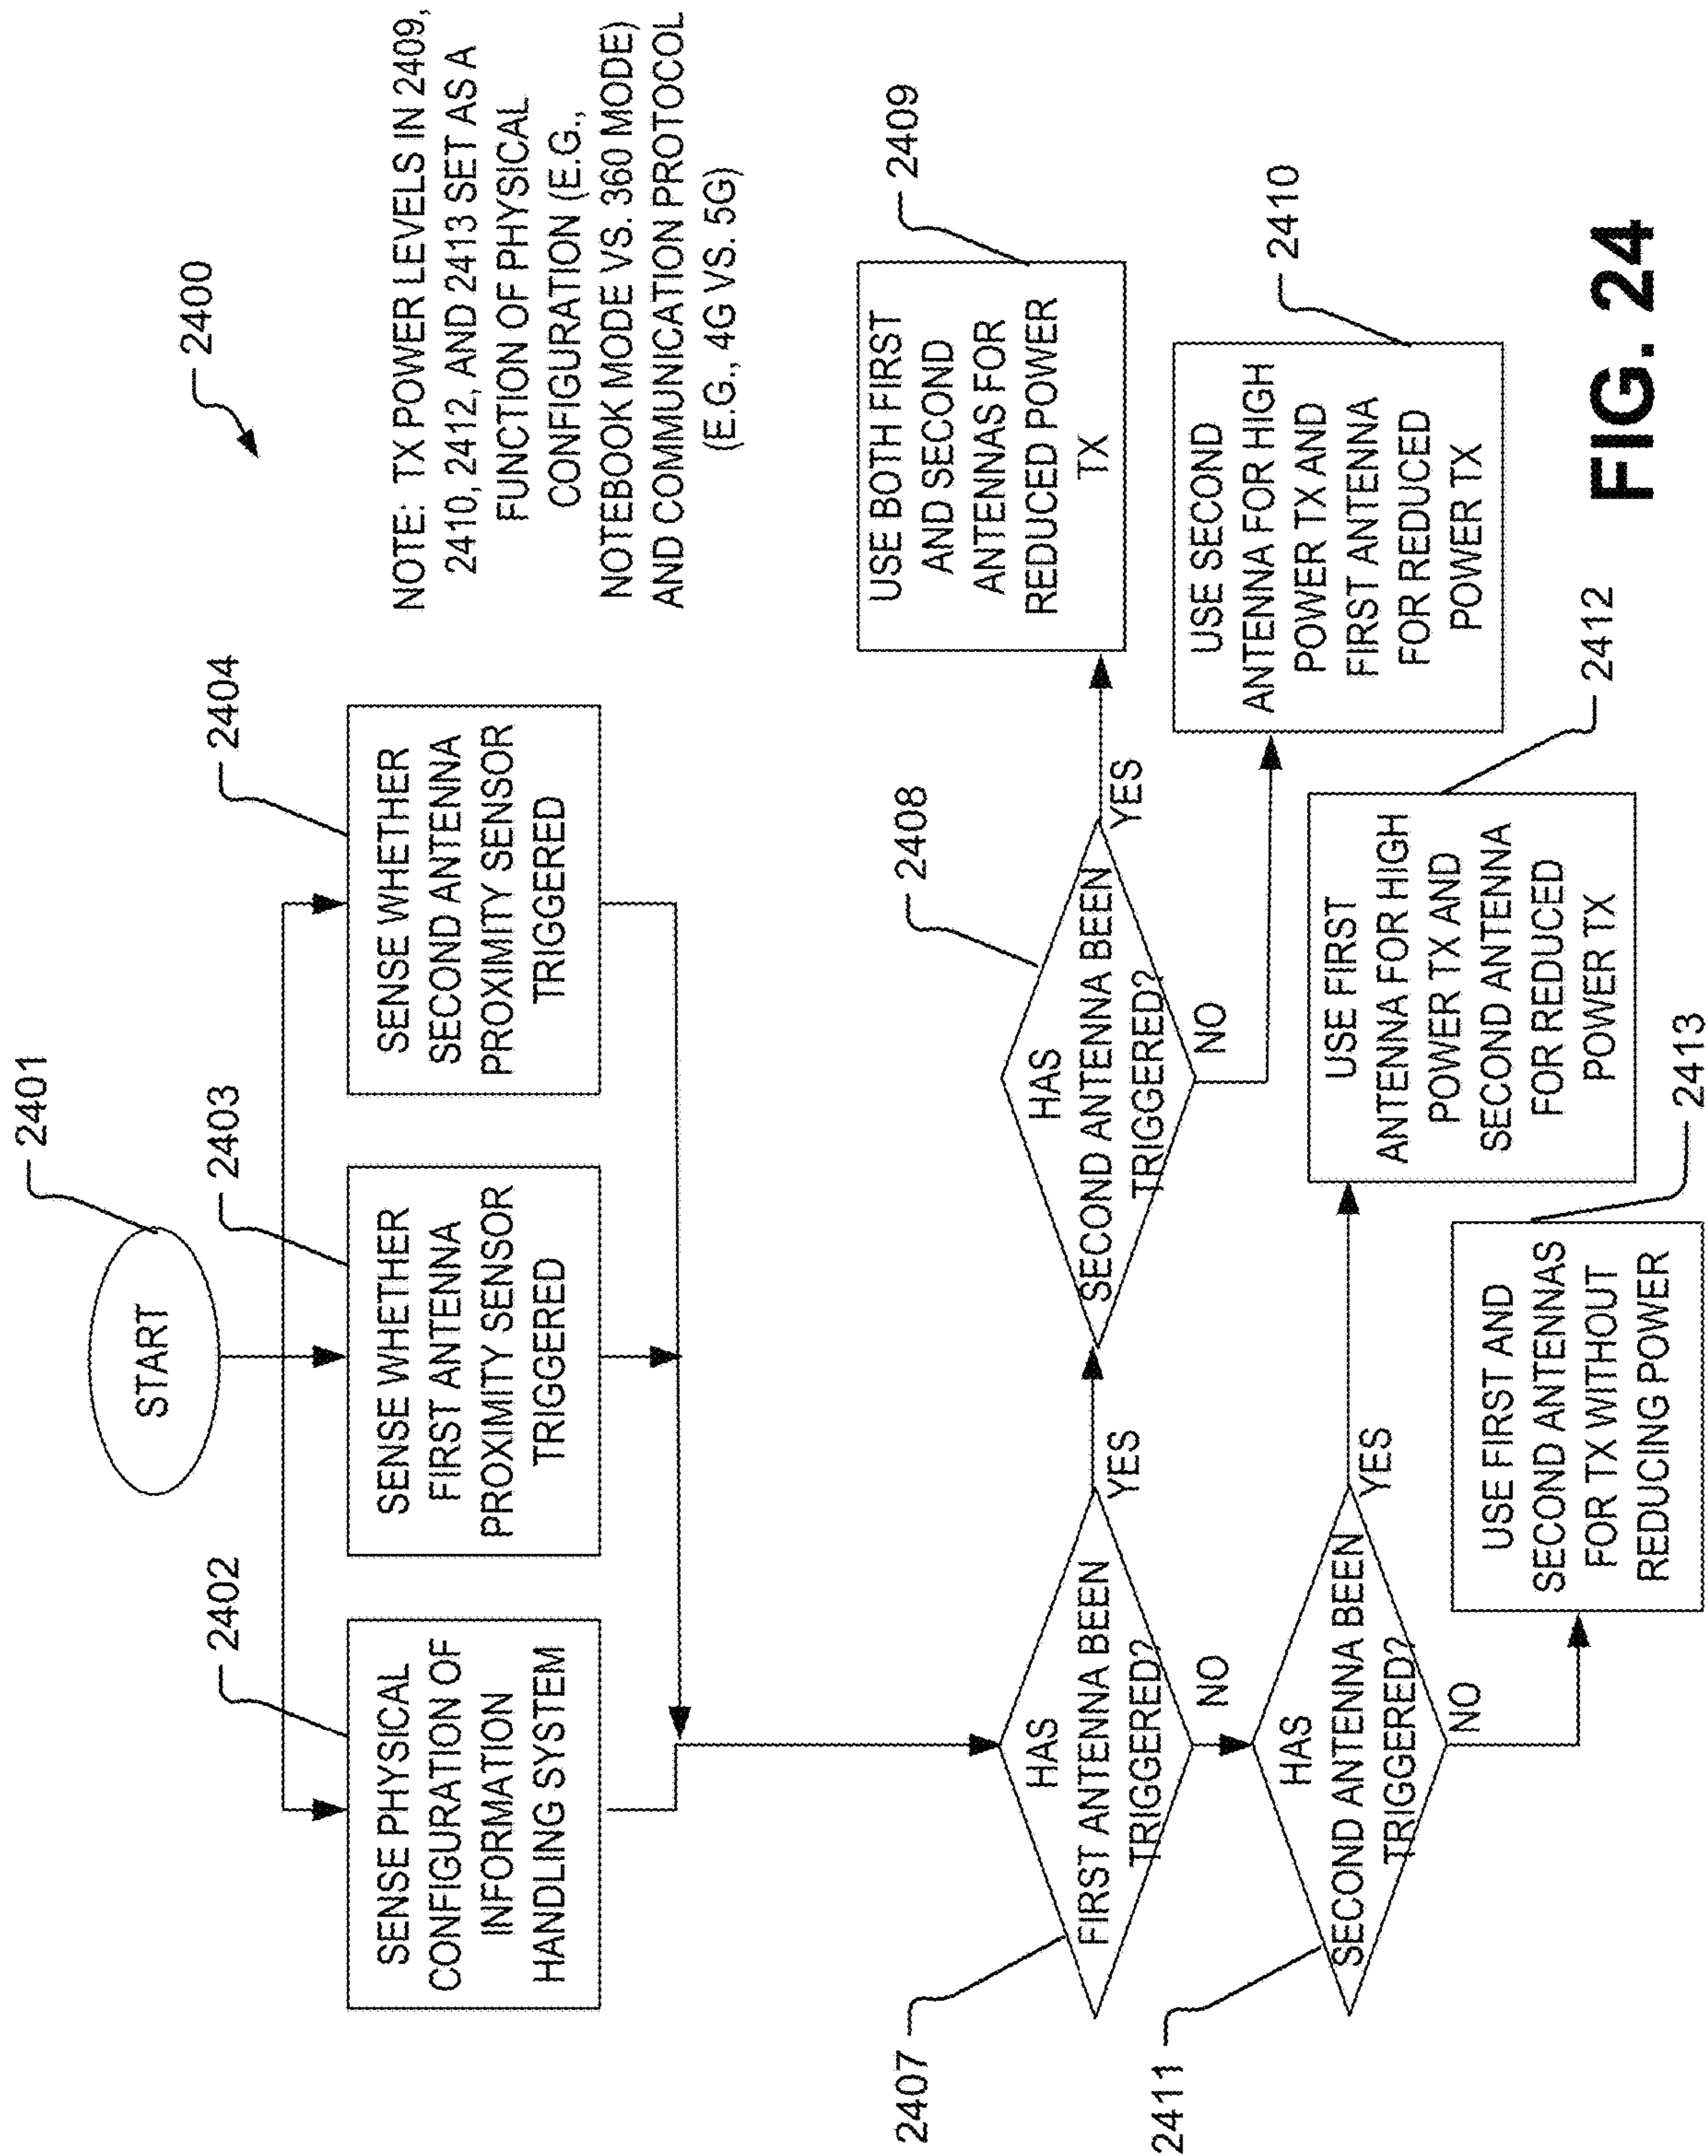 2400
2401
START
2402
SENSE PHYSICAL
CONFIGURATION OF
INFORMATION
HANDLING SYSTEM
2403
SENSE WHETHER
FIRST ANTENNA
PROXIMITY SENSOR
TRIGGERED
2404
SENSE WHETHER
SECOND ANTENNA
PROXIMITY SENSOR
TRIGGERED
NOTE: TX POWER LEVELS IN 2409,
2410, 2412, AND 2413 SET AS A
FUNCTION OF PHYSICAL
CONFIGURATION (E.G.,
NOTEBOOK MODE VS. 360 MODE)
AND COMMUNICATION PROTOCOL
(E.G., 4G VS. 5G)
2407
HAS
FIRST ANTENNA BEEN
TRIGGERED?
YES
NO
2408
HAS
SECOND ANTENNA BEEN
TRIGGERED?
YES
NO
2409
USE BOTH FIRST
AND SECOND
ANTENNAS FOR
REDUCED POWER
TX
2410
USE SECOND
ANTENNA FOR HIGH
POWER TX AND
FIRST ANTENNA
FOR REDUCED
POWER TX
2411
HAS
SECOND ANTENNA BEEN
TRIGGERED?
YES
NO
2412
USE FIRST
ANTENNA FOR HIGH
POWER TX AND
SECOND ANTENNA
FOR REDUCED
POWER TX
2413
USE FIRST AND
SECOND ANTENNAS
FOR TX WITHOUT
REDUCING POWER
FIG. 24